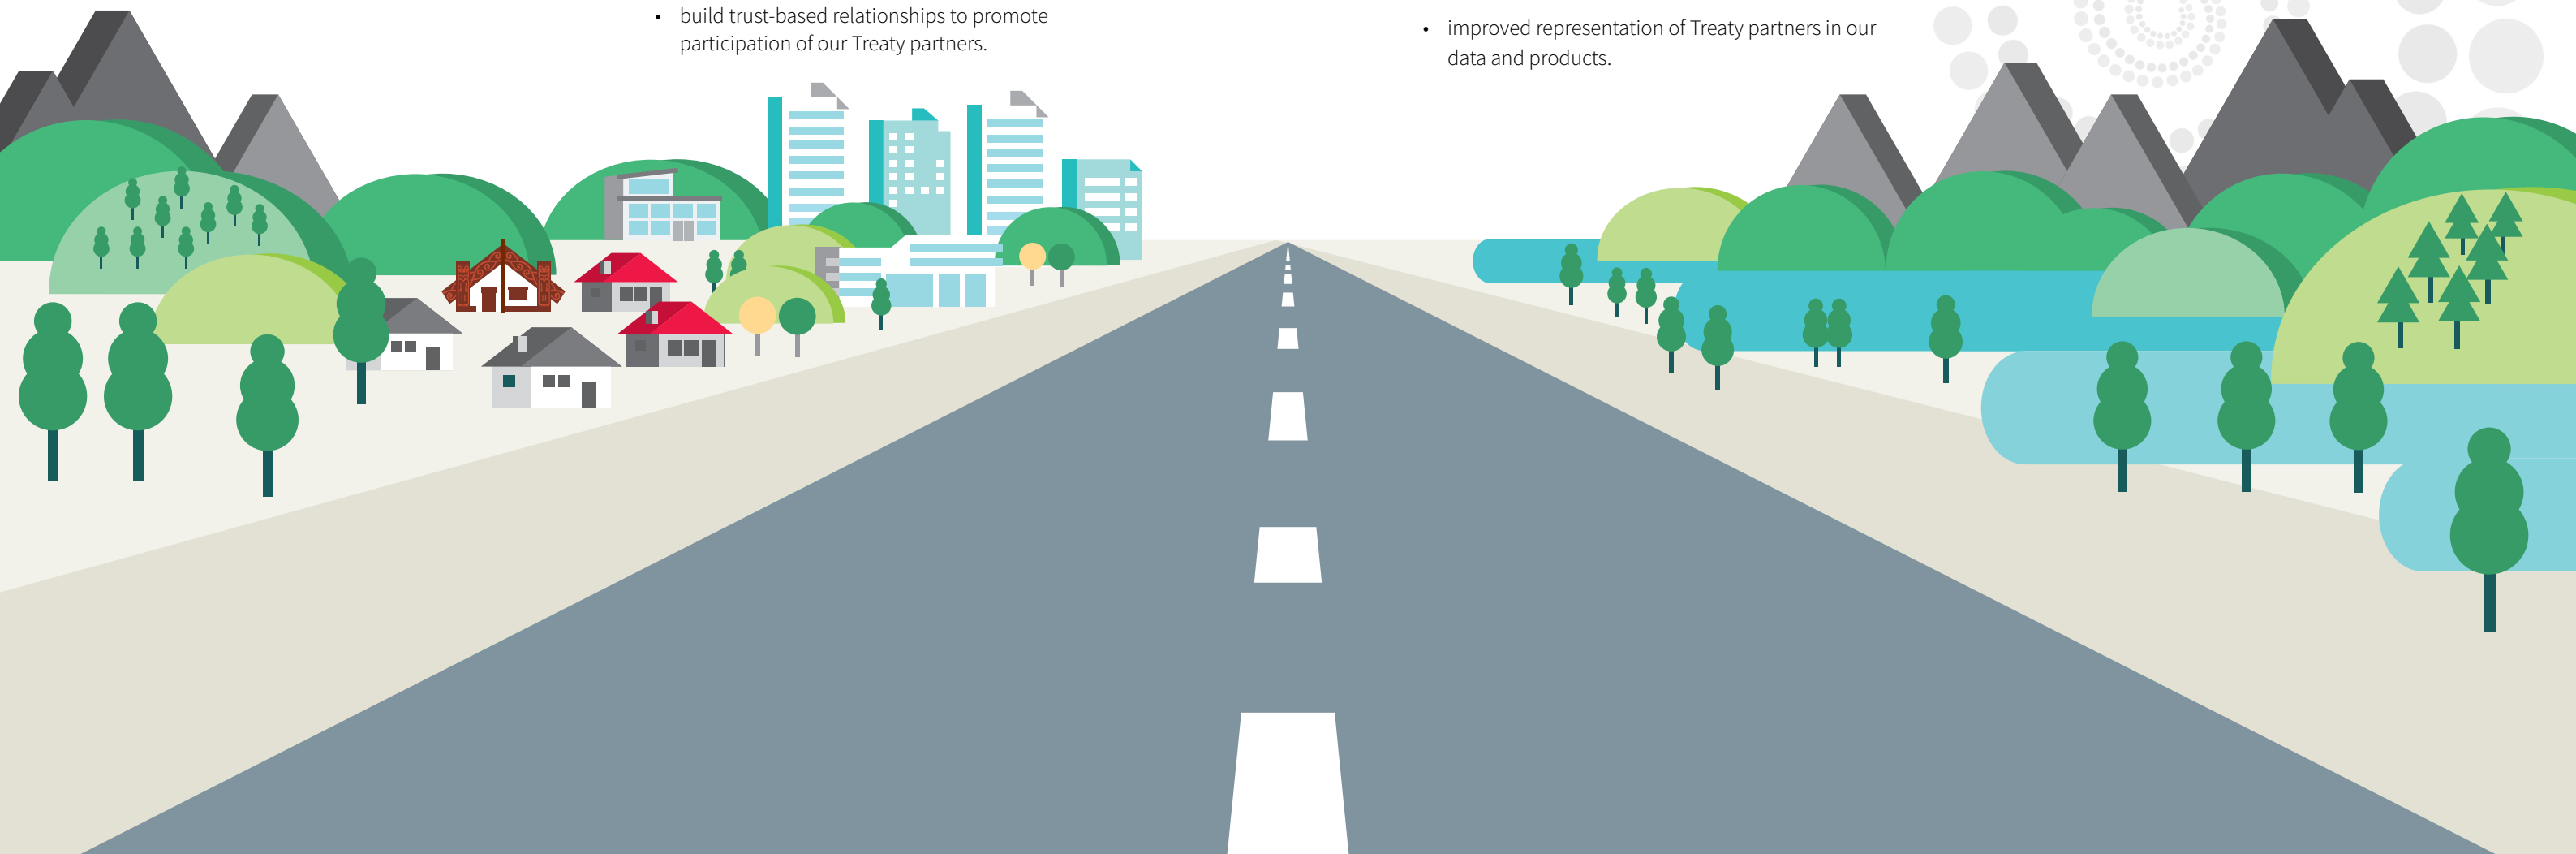 • build trust-based relationships to promote
participation of our Treaty partners.
• improved representation of Treaty partners in our
data and products.